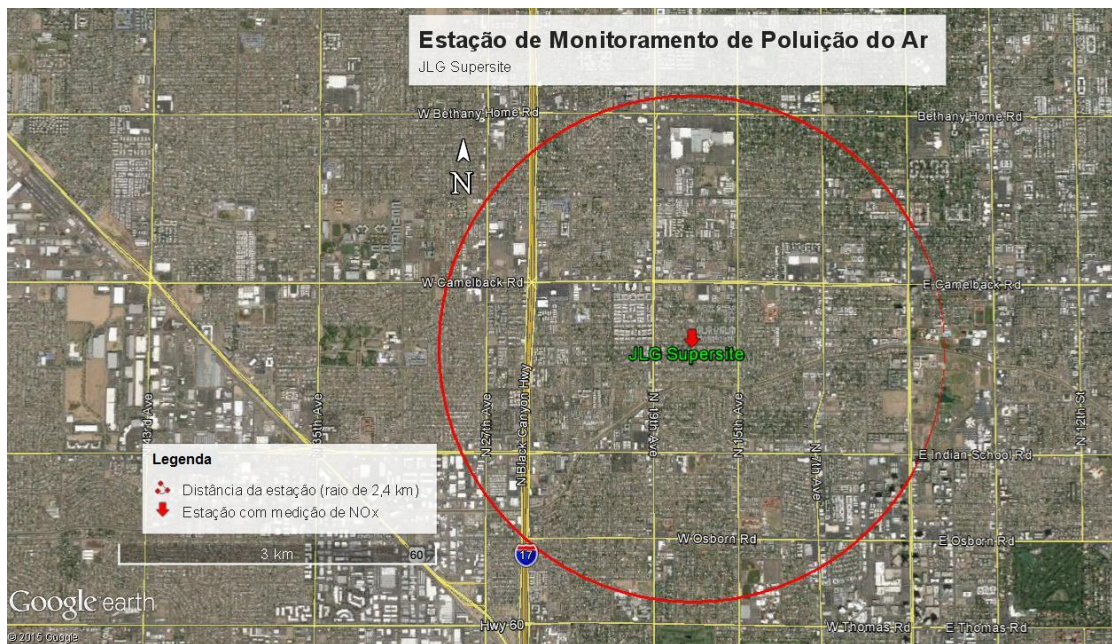 Estação de Monitoramento de Poluição do Ar
JLG Supersite
W Bethany Home Rd
Bethany Home Rd
N
W Camelback Rd
E Camelback Rd
JLG Supersite
N 43rd Ave
N 35th Ave
N 27th Ave
N Black Canyon Hwy
N 19th Ave
N 15th Ave
N 7th Ave
N 12th St
E Indian School Rd
Legenda
Distância da estação (raio de 2,4 km)
Estação com medição de NOx
3 km
60
17
W Osborn Rd
E Osborn Rd
Google earth
© 2015 Google
Hwy 60
W Thomas Rd
E Thomas Rd